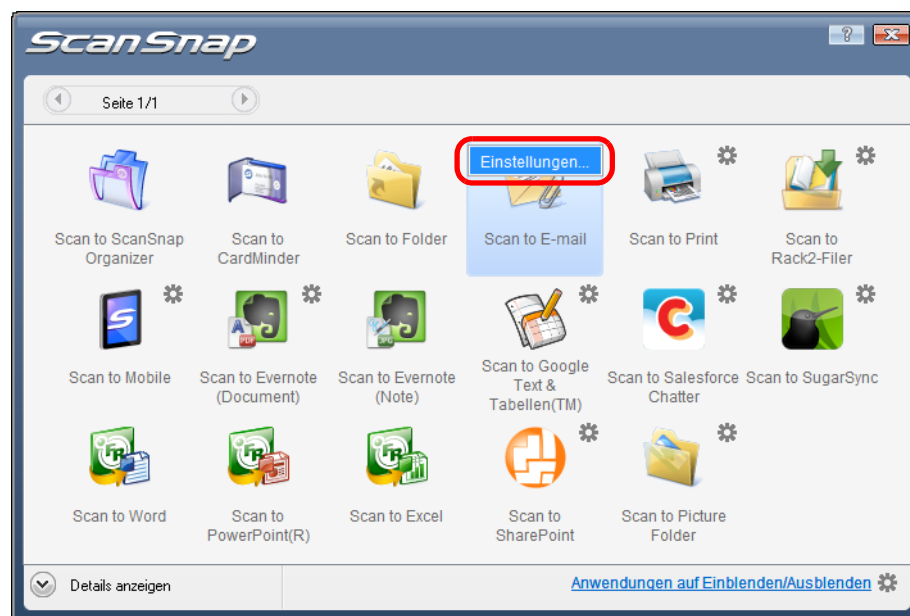 ScanSnap
?
Seite 1/1
Einstellungen...
Scan to ScanSnap
Organizer
Scan to
CardMinder
Scan to Folder
Scan to E-mail
Scan to Print
Scan to
Rack2-Filer
Scan to Mobile
Scan to Evernote
(Document)
Scan to Evernote
(Note)
Scan to Google
Text &
Tabellen(TM)
Scan to Salesforce
Chatter
Scan to SugarSync
Scan to Word
Scan to
PowerPoint(R)
Scan to Excel
Scan to
SharePoint
Scan to Picture
Folder
Details anzeigen
Anwendungen auf Einblenden/Ausblenden